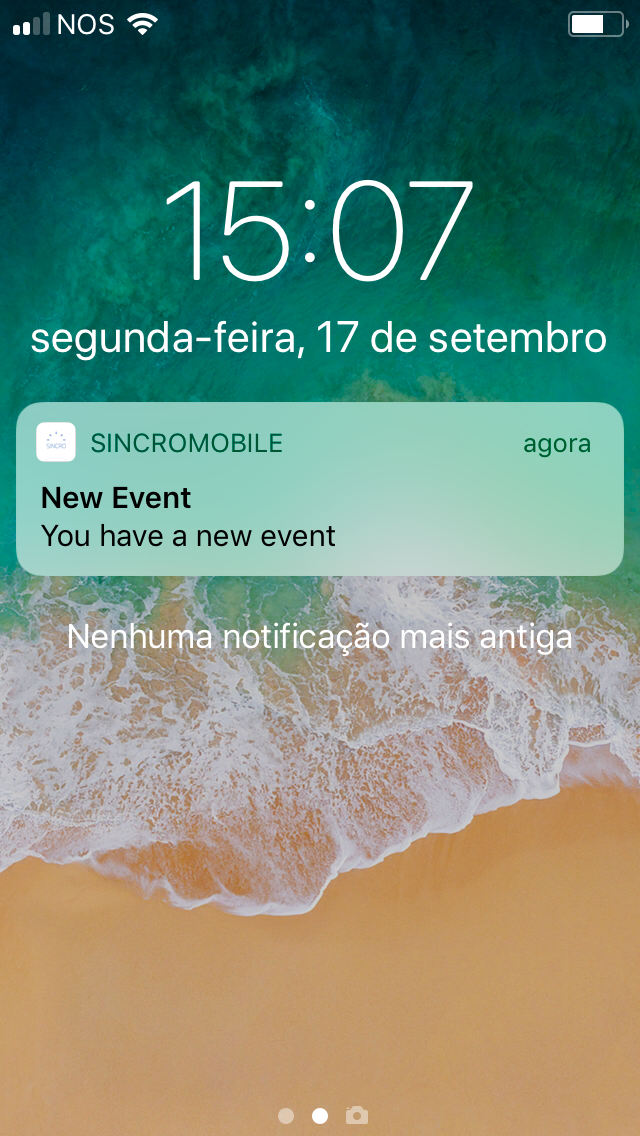 NOS
15:07
segunda-feira, 17 de setembro
SINCRO
SINCROMOBILE
agora
New Event
You have a new event
Nenhuma notificação mais antiga